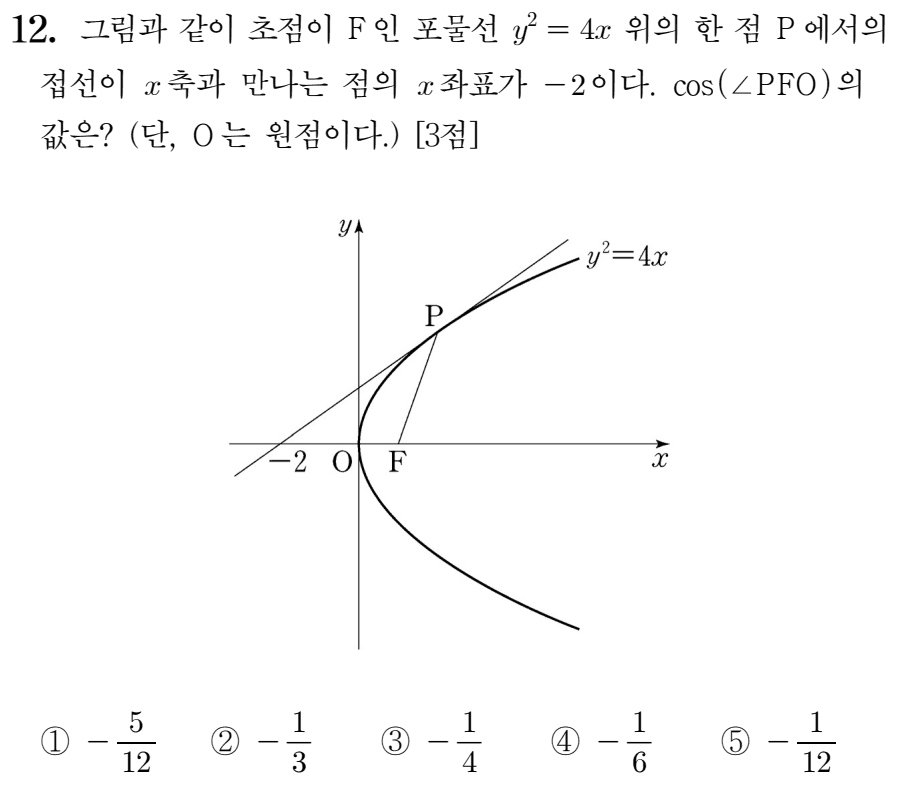 12. 그림과 같이 초점이 F인 포물선 y² = 4x 위의 한 점 P에서의
접선이 x축과 만나는 점의 x좌표가 −2이다. cos(∠PFO)의
값은? (단, O는 원점이다.) [3점]
y
y²=4x
P
−2 O F x
① −5/12 ② −1/3 ③ −1/4 ④ −1/6 ⑤ −1/12